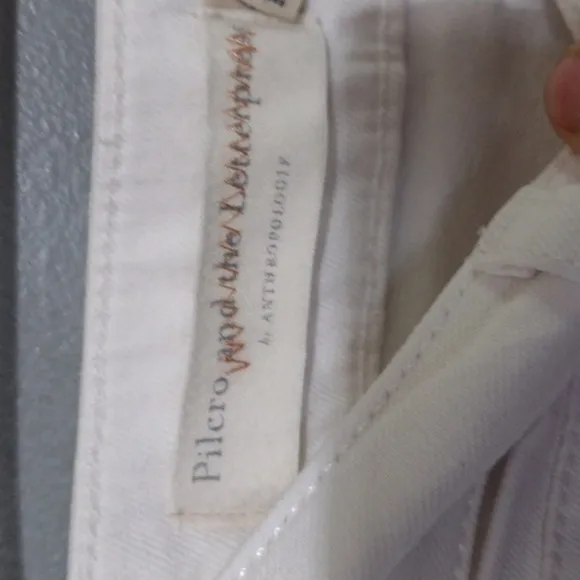 Pilcro and the Letterpress
by ANTHROPOLOGIE